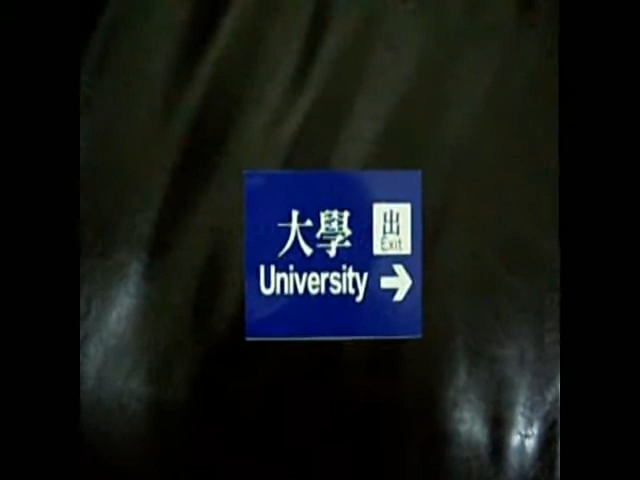 大學
出
Exit
University